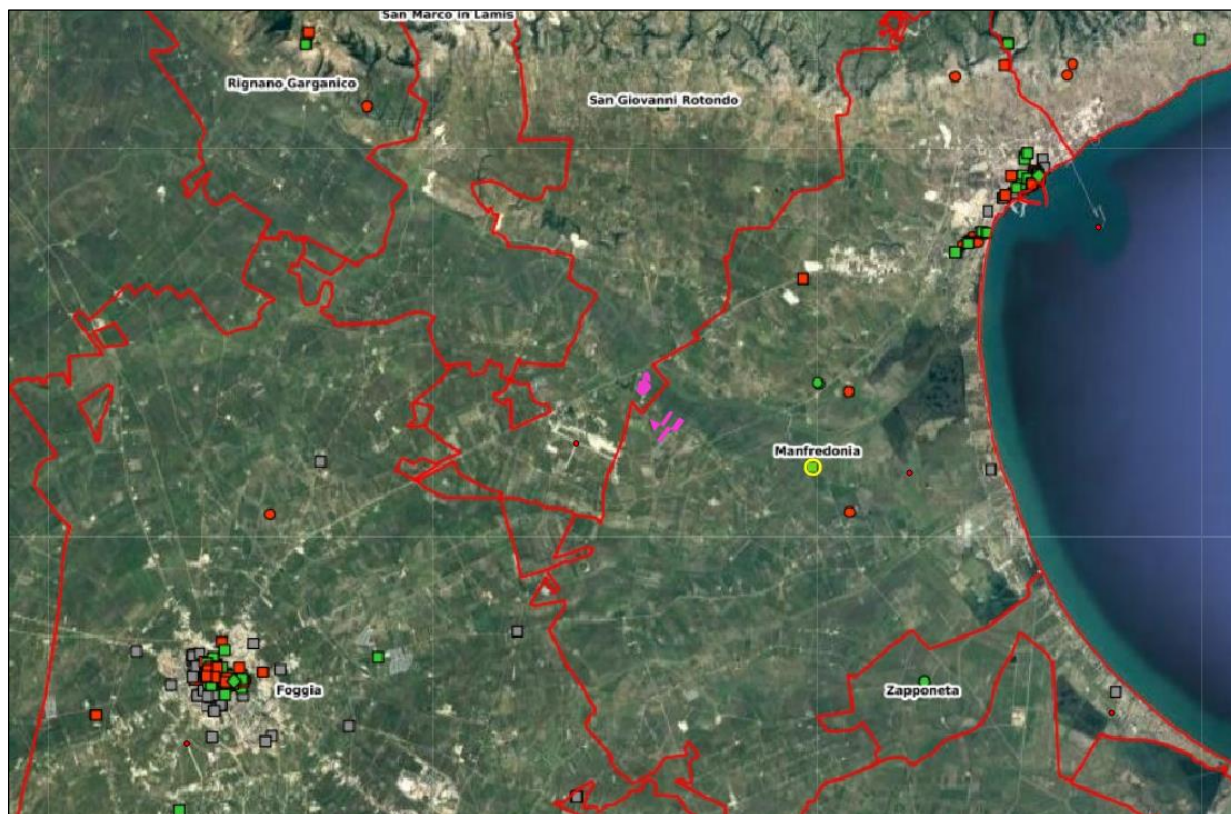 San Marco in Lamis
Rignano Garganico
San Giovanni Rotondo
Manfredonia
Foggia
Zapponeta